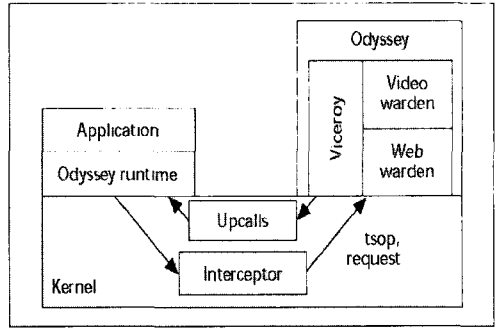 Odyssey
Viceroy
Video
warden
Web
warden
Application
Odyssey runtime
Upcalls
tsop,
request
Interceptor
Kernel